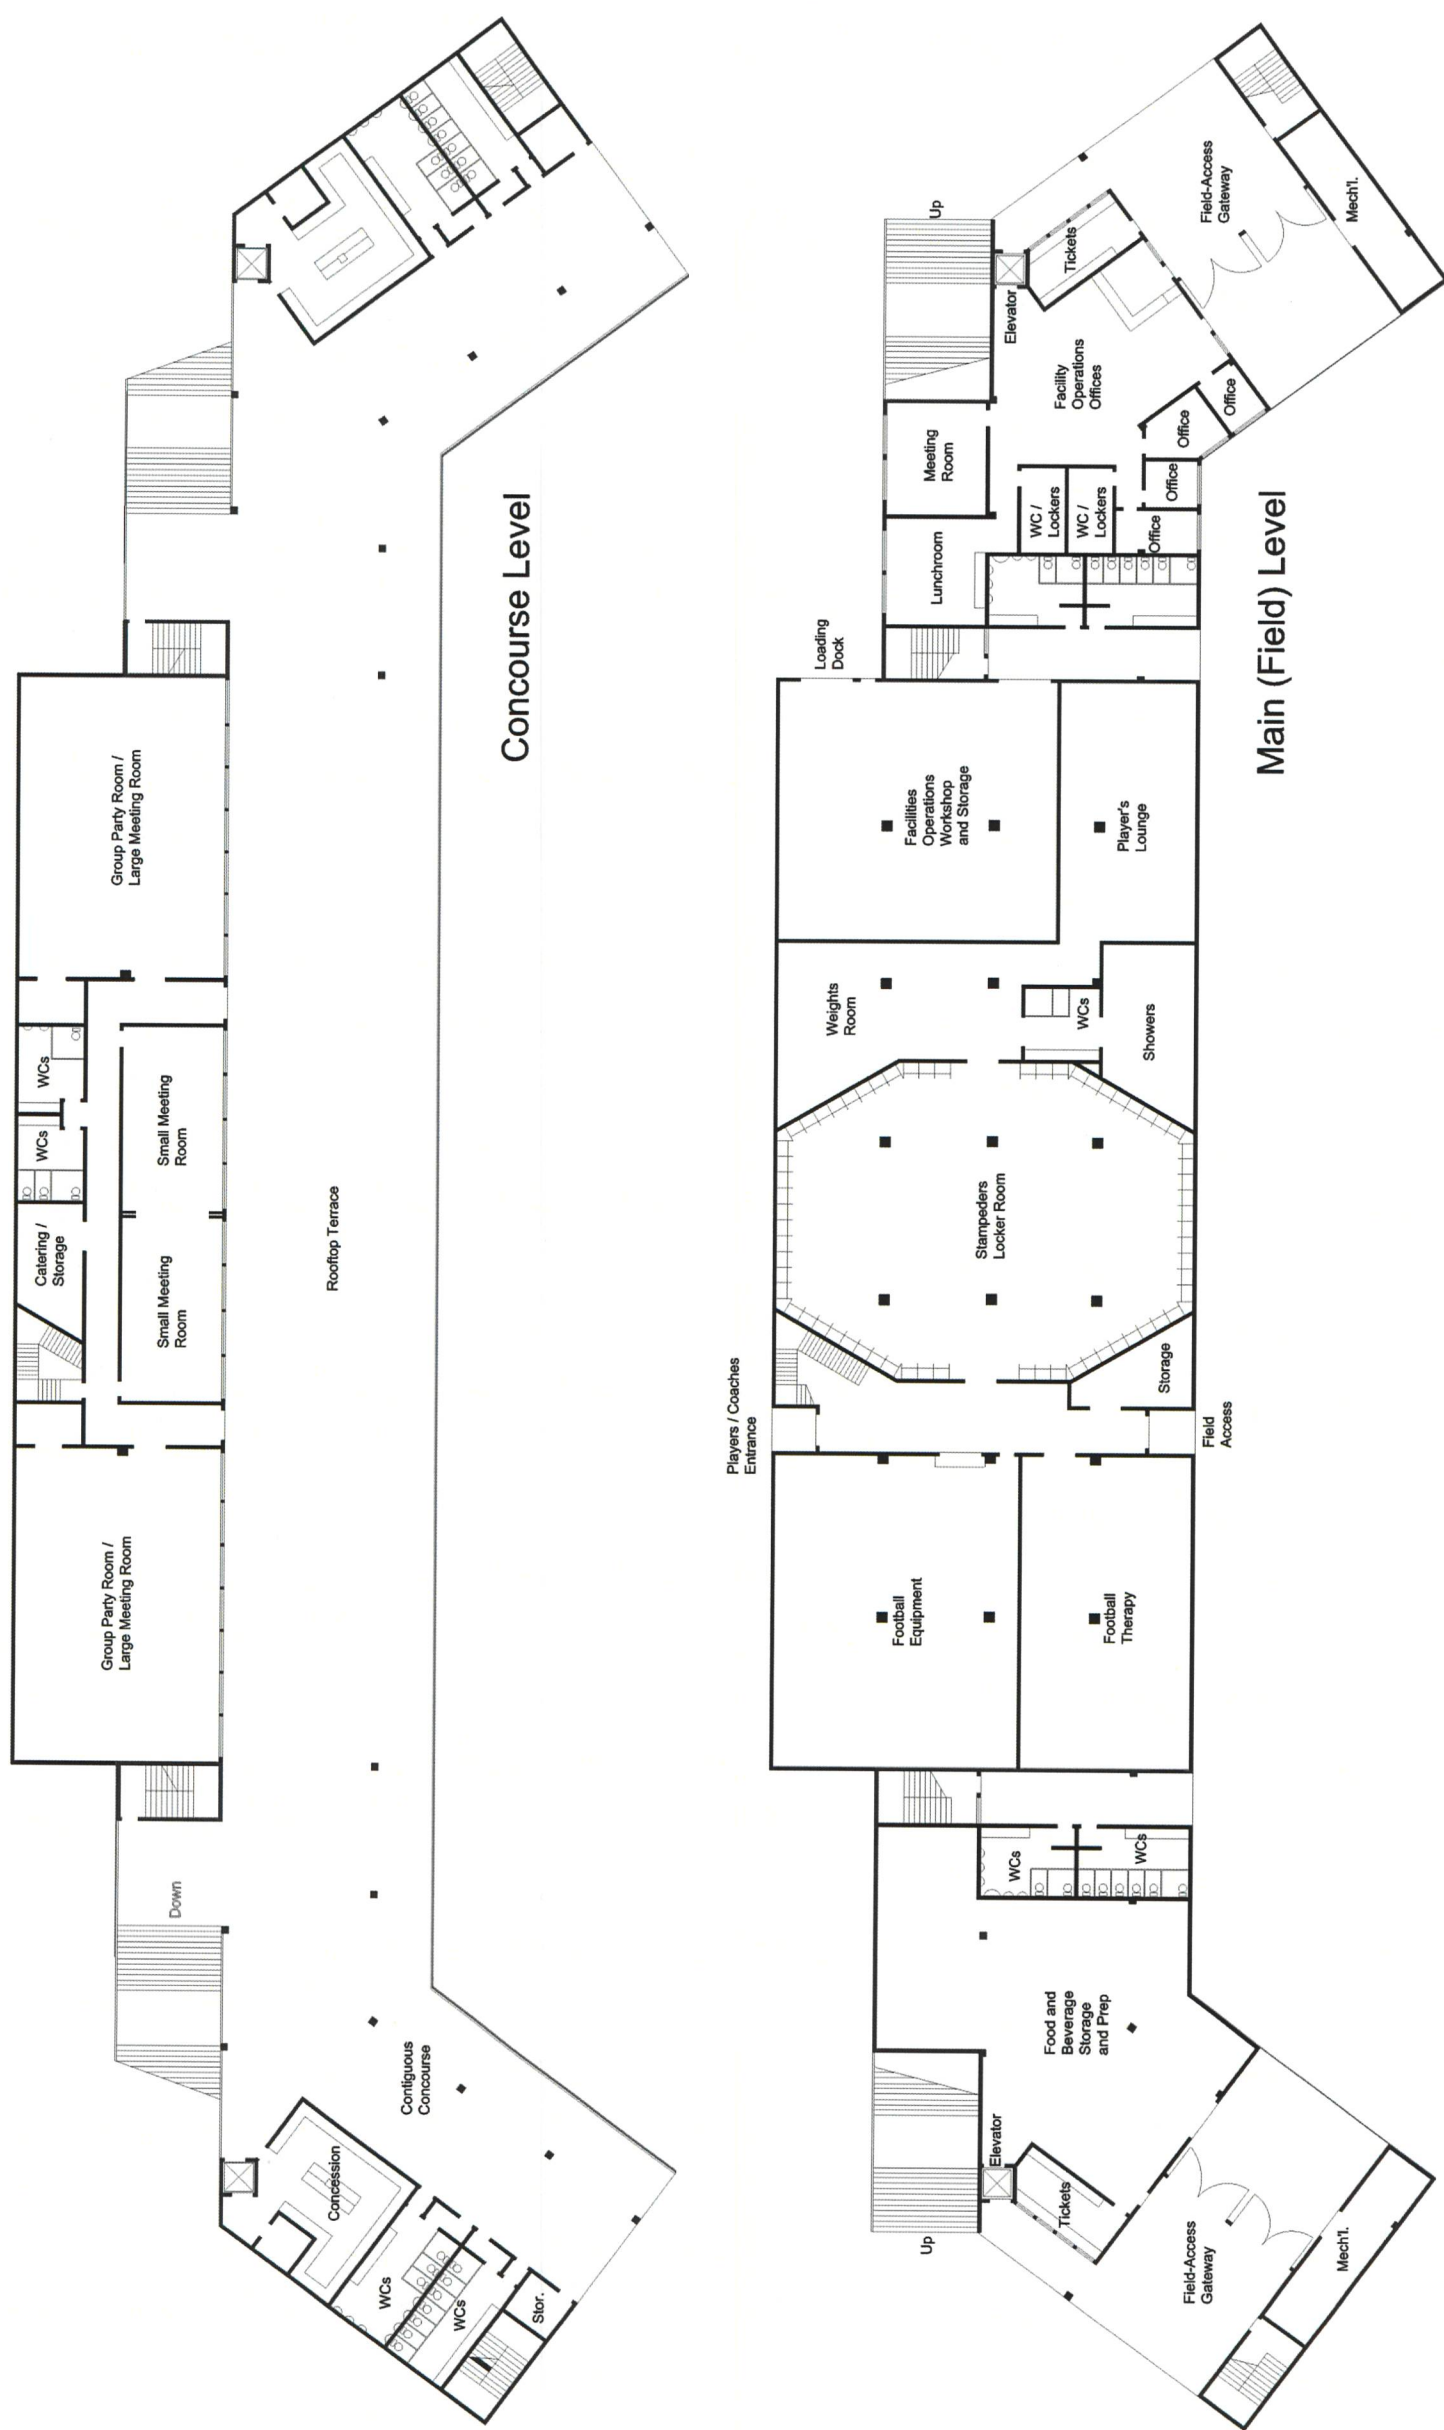 Group Party Room /
Large Meeting Room
Catering /
Storage
WCs
WCs
Group Party Room /
Large Meeting Room
Small Meeting
Room
Small Meeting
Room
Down
Rooftop Terrace
Concession
Contiguous
Concourse
WCs
WCs
Stor.
Concourse Level
Players / Coaches
Entrance
Loading
Dock
Up
Up
Football
Equipment
Weights
Room
Facilities
Operations
Workshop
and Storage
Lunchroom
Meeting
Room
Elevator
Elevator
Tickets
Tickets
WCs
WCs
Food and
Beverage
Storage
and Prep
Stampeders
Locker Room
WCs
WC /
Lockers
WC /
Lockers
Facility
Operations
Offices
Football
Therapy
Storage
Showers
Player's
Lounge
Office
Office
Office
Office
Field-Access
Gateway
Field-Access
Gateway
Field
Access
Mech'l.
Mech'l.
Main (Field) Level